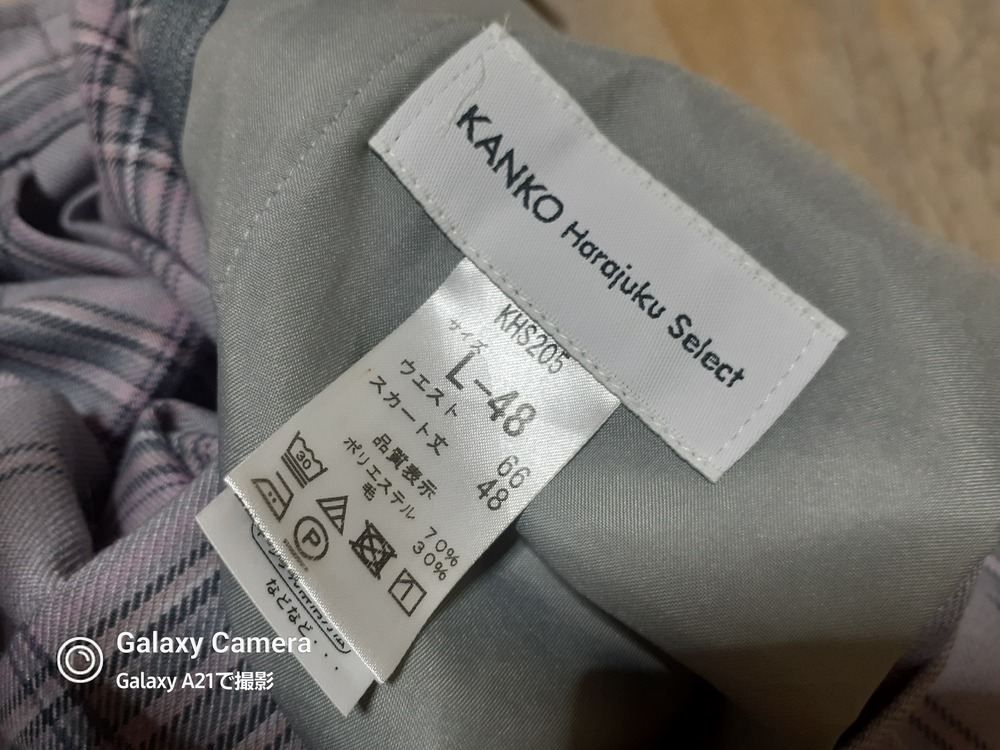 KANKO Harajuku Select
KHS205
サイズ
L-48
ウエスト 66
スカート丈 48
品質表示
ポリエステル 70%
毛 30%
30
P
1
などなど・・・
Galaxy Camera
Galaxy A21で撮影